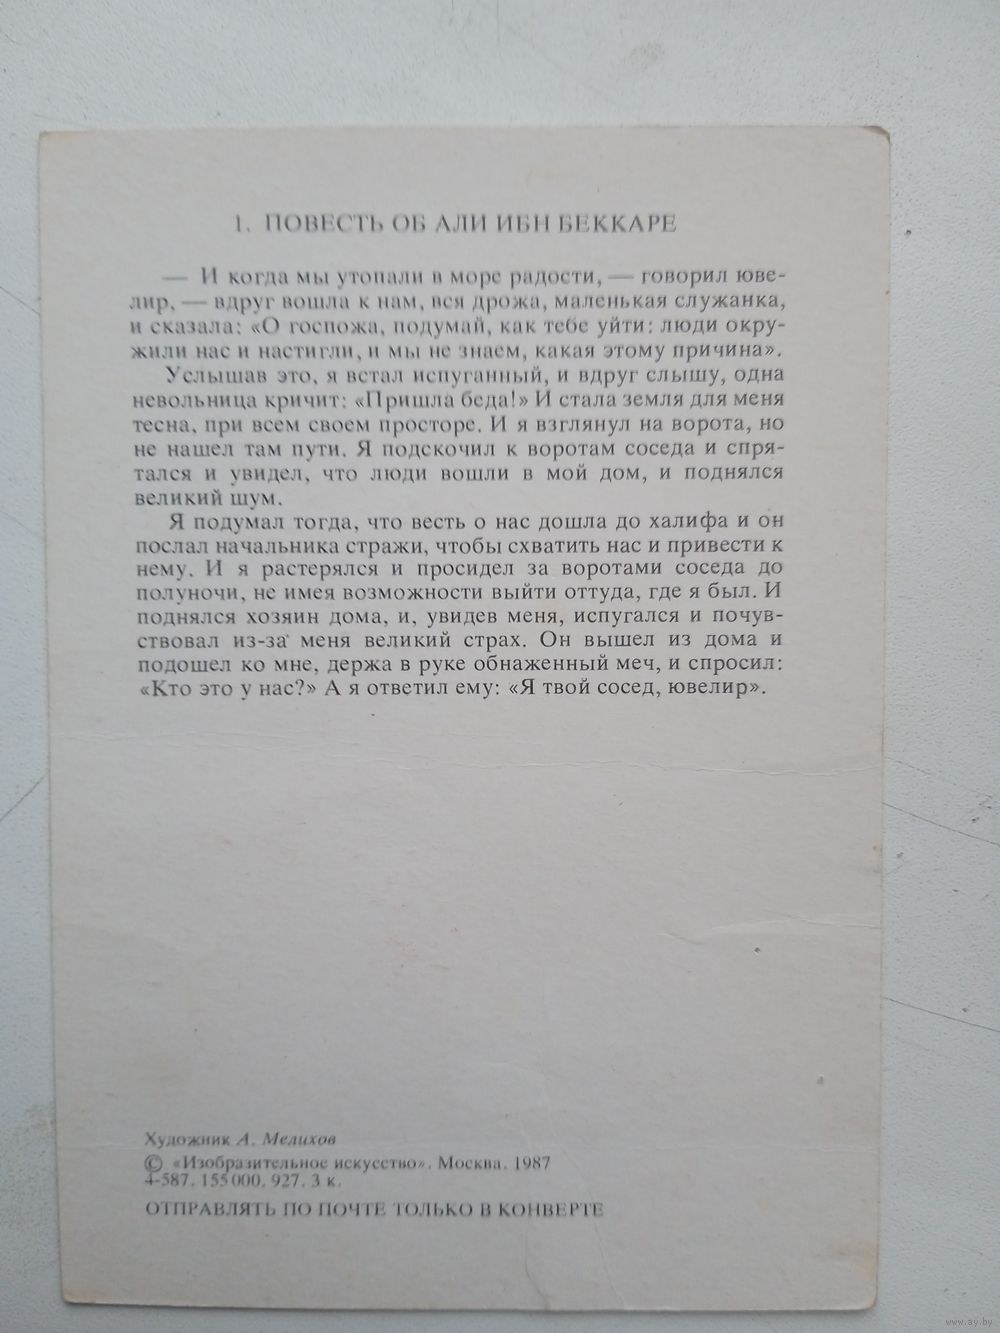 1. ПОВЕСТЬ ОБ АЛИ ИБН БЕККАРЕ
— И когда мы утопали в море радости, — говорил юве-
лир, — вдруг вошла к нам, вся дрожа, маленькая служанка,
и сказала: «О госпожа, подумай, как тебе уйти: люди окру-
жили нас и настигли, и мы не знаем, какая этому причина».
Услышав это, я встал испуганный, и вдруг слышу, одна
невольница кричит: «Пришла беда!» И стала земля для меня
тесна, при всем своем просторе. И я взглянул на ворота, но
не нашел там пути. Я подскочил к воротам соседа и спря-
тался и увидел, что люди вошли в мой дом, и поднялся
великий шум.
Я подумал тогда, что весть о нас дошла до халифа и он
послал начальника стражи, чтобы схватить нас и привести к
нему. И я растерялся и просидел за воротами соседа до
полуночи, не имея возможности выйти оттуда, где я был. И
поднялся хозяин дома, и, увидев меня, испугался и почув-
ствовал из-за меня великий страх. Он вышел из дома и
подошел ко мне, держа в руке обнаженный меч, и спросил:
«Кто это у нас?» А я ответил ему: «Я твой сосед, ювелир».
Художник А. Мелихов
© «Изобразительное искусство». Москва. 1987
4-587. 155 000. 927. 3 к.
ОТПРАВЛЯТЬ ПО ПОЧТЕ ТОЛЬКО В КОНВЕРТЕ
www.ay.by